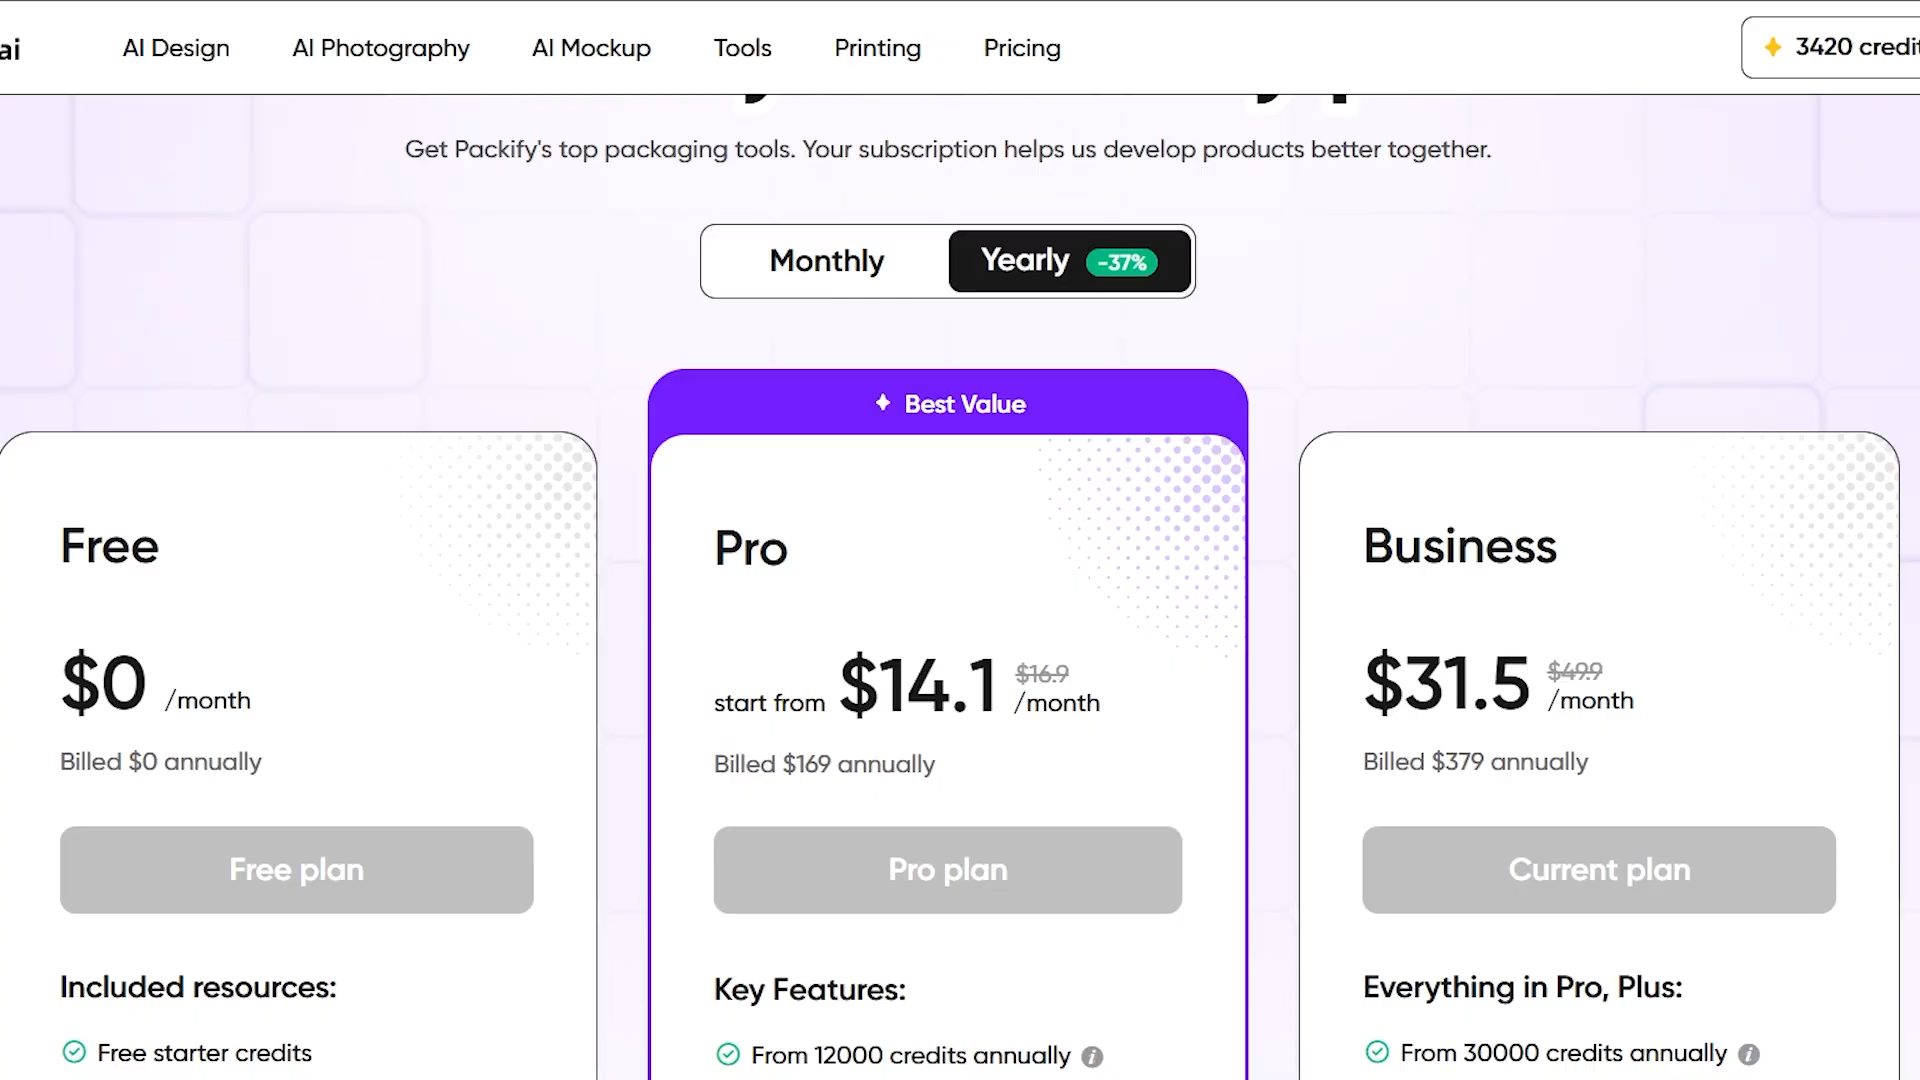 ai
AI Design
AI Photography
AI Mockup
Tools
Printing
Pricing
3420 credit
Get Packify's top packaging tools. Your subscription helps us develop products better together.
Monthly
Yearly -37%
Best Value
Free
$0 /month
Billed $0 annually
Free plan
Included resources:
Free starter credits
Pro
start from $14.1 $16.9 /month
Billed $169 annually
Pro plan
Key Features:
From 12000 credits annually
Business
$31.5 $49.9 /month
Billed $379 annually
Current plan
Everything in Pro, Plus:
From 30000 credits annually